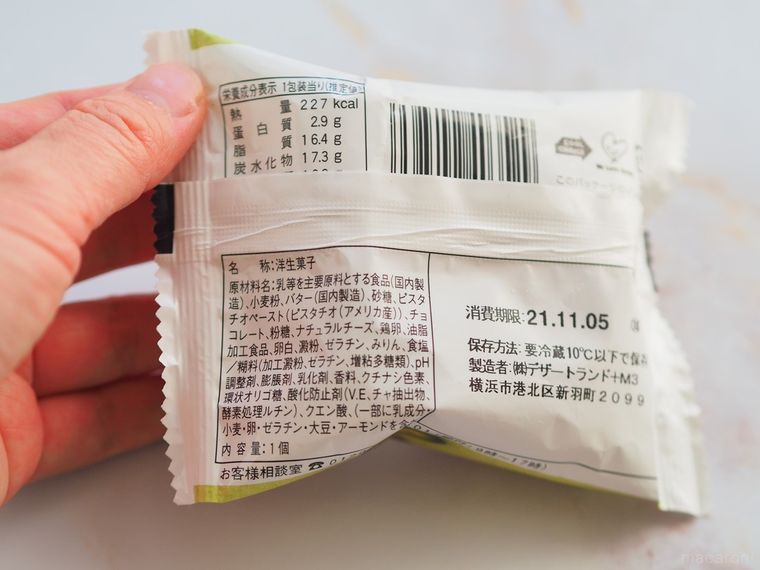 栄養成分表示 1包装当り(推定値)
熱量 227 kcal
蛋白質 2.9 g
脂質 16.4 g
炭水化物 17.3 g
このパッケージの
名 称:洋生菓子
原材料名:乳等を主要原料とする食品(国内製
造)、小麦粉、バター(国内製造)、砂糖、ピスタ
チオペースト(ピスタチオ(アメリカ産))、チョ
コレート、粉糖、ナチュラルチーズ、鶏卵、油脂
加工食品、卵白、澱粉、ゼラチン、みりん、食塩
/糊料(加工澱粉、ゼラチン、増粘多糖類)、pH
調整剤、膨脹剤、乳化剤、香料、クチナシ色素、
環状オリゴ糖、酸化防止剤(V.E、チャ抽出物、
酵素処理ルチン)、クエン酸、(一部に乳成分・
小麦・卵・ゼラチン・大豆・アーモンドを含
内容量:1個
お客様相談室 ☎
消費期限:21.11.05
保存方法:要冷蔵10℃以下で保存
製造者:㈱デザートランド+M3
横浜市港北区新羽町2099
macaroni